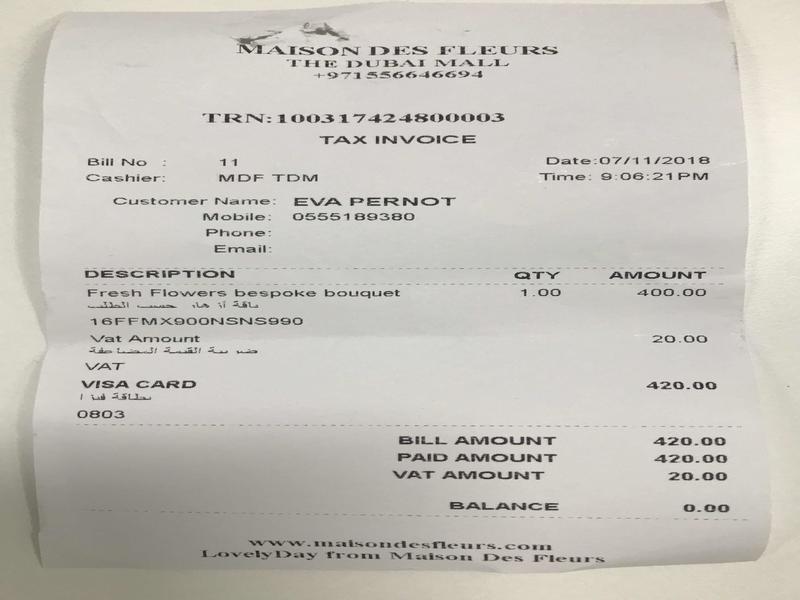 MAISON DES FLEURS
THE DUBAI MALL
+971556646694
TRN:100317424800003
TAX INVOICE
Bill No : 11 Date:07/11/2018
Cashier: MDF TDM Time: 9:06:21PM
Customer Name: EVA PERNOT
Mobile: 0555189380
Phone:
Email:
DESCRIPTION QTY AMOUNT
Fresh Flowers bespoke bouquet 1.00 400.00
باقة أزهار حسب الطلب
16FFMX900NSNS990
Vat Amount 20.00
ضريبة القيمة المضافة
VAT
VISA CARD 420.00
بطاقة فيزا
0803
BILL AMOUNT 420.00
PAID AMOUNT 420.00
VAT AMOUNT 20.00
BALANCE 0.00
www.maisondesfleurs.com
LovelyDay from Maison Des Fleurs